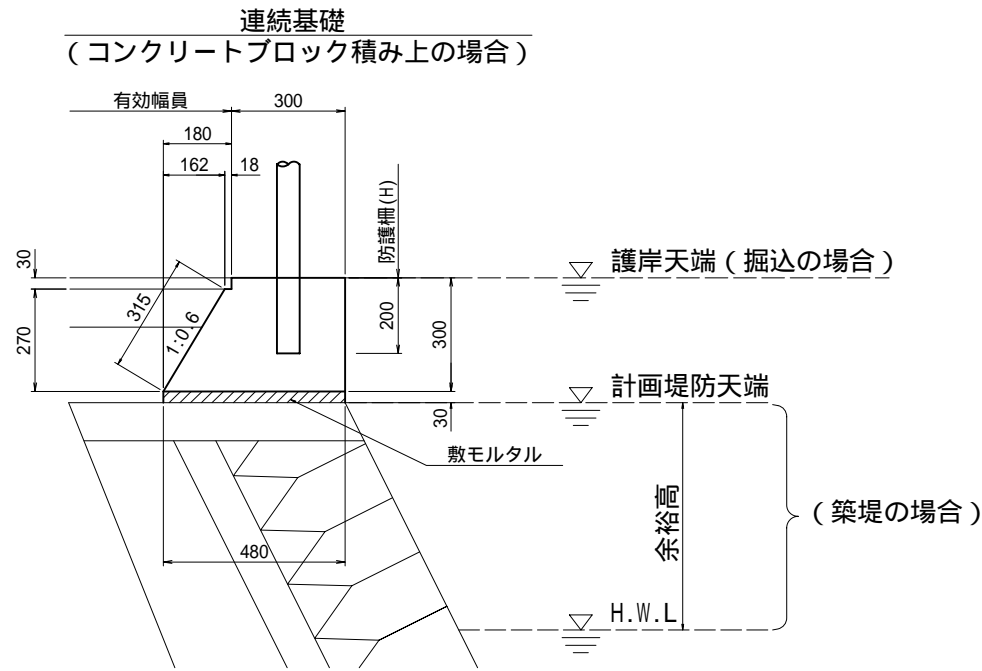 連続基礎
(コンクリートブロック積み上の場合)
有効幅員
300
180
162
18
防護柵(H)
30
護岸天端(掘込の場合)
315
1:0.6
270
200
300
計画堤防天端
30
敷モルタル
余裕高
(築堤の場合)
480
H.W.L